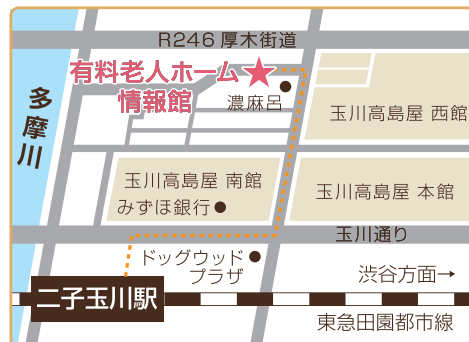 R246 厚木街道
有料老人ホーム
情報館
濃麻呂
多摩川
玉川高島屋 西館
玉川高島屋 南館
みずほ銀行
玉川高島屋 本館
玉川通り
ドッグウッド
プラザ
渋谷方面→
二子玉川駅
東急田園都市線